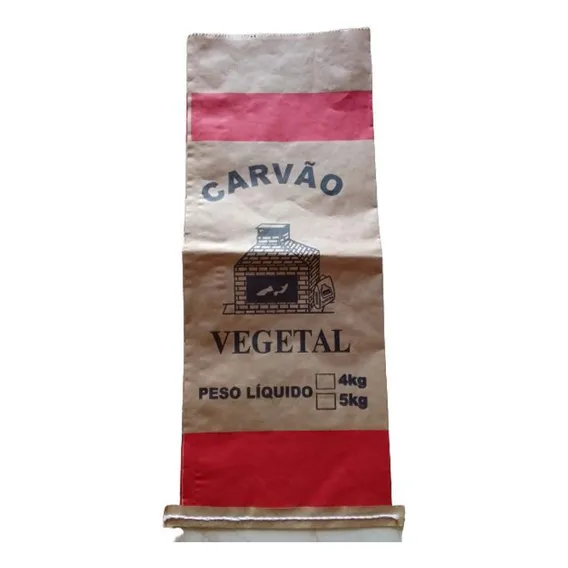 CARVÃO
VEGETAL
PESO LÍQUIDO
4kg
5kg